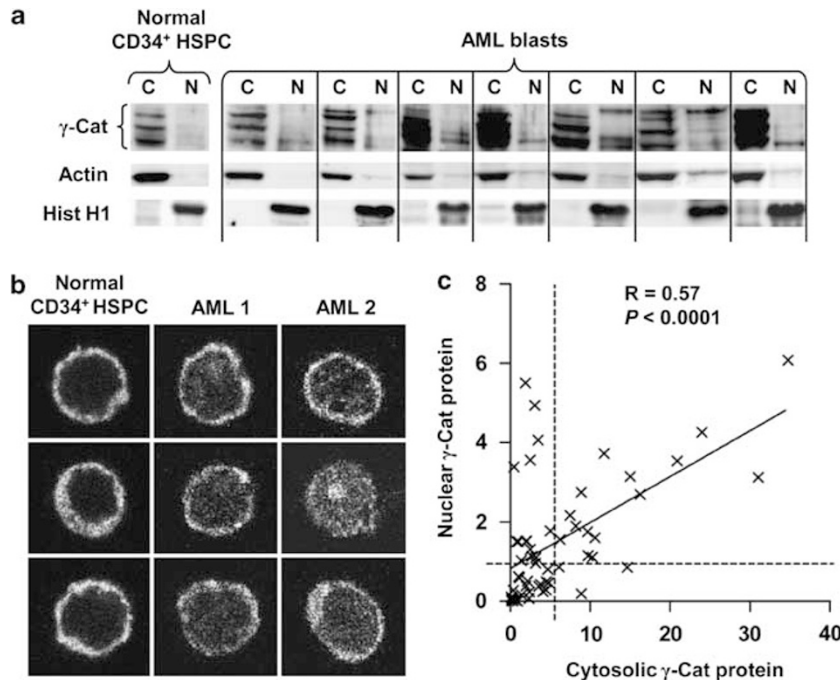 a
Normal
CD34+ HSPC
AML blasts
C N C N C N C N C N C N C N C N
γ-Cat
Actin
Hist H1
b
Normal
CD34+ HSPC
AML 1
AML 2
c
R = 0.57
P < 0.0001
Nuclear γ-Cat protein
8
6
4
2
0
0 10 20 30 40
Cytosolic γ-Cat protein